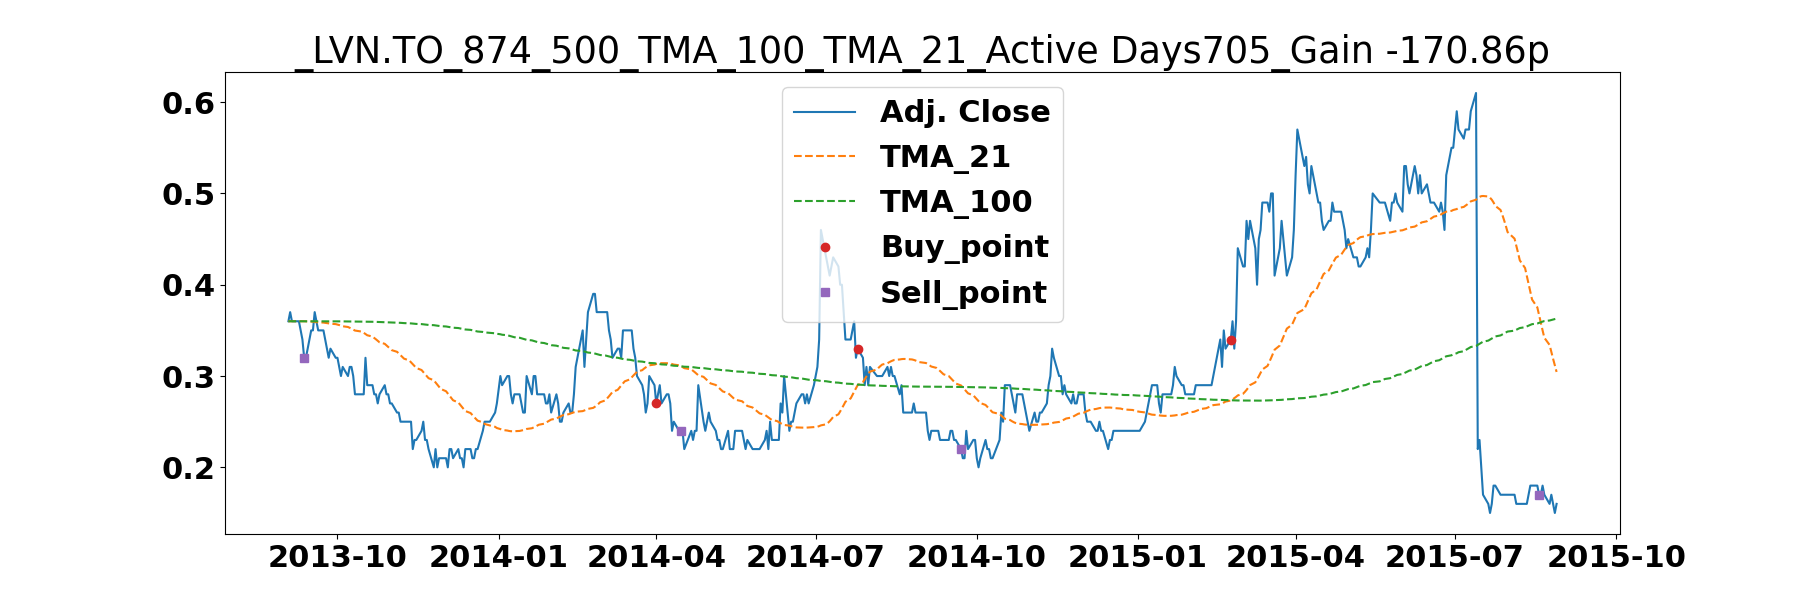 _LVN.TO_874_500_TMA_100_TMA_21_Active Days705_Gain -170.86p
0.6
0.5
0.4
0.3
0.2
Adj. Close
TMA_21
TMA_100
Buy_point
Sell_point
2013-10 2014-01 2014-04 2014-07 2014-10 2015-01 2015-04 2015-07 2015-10